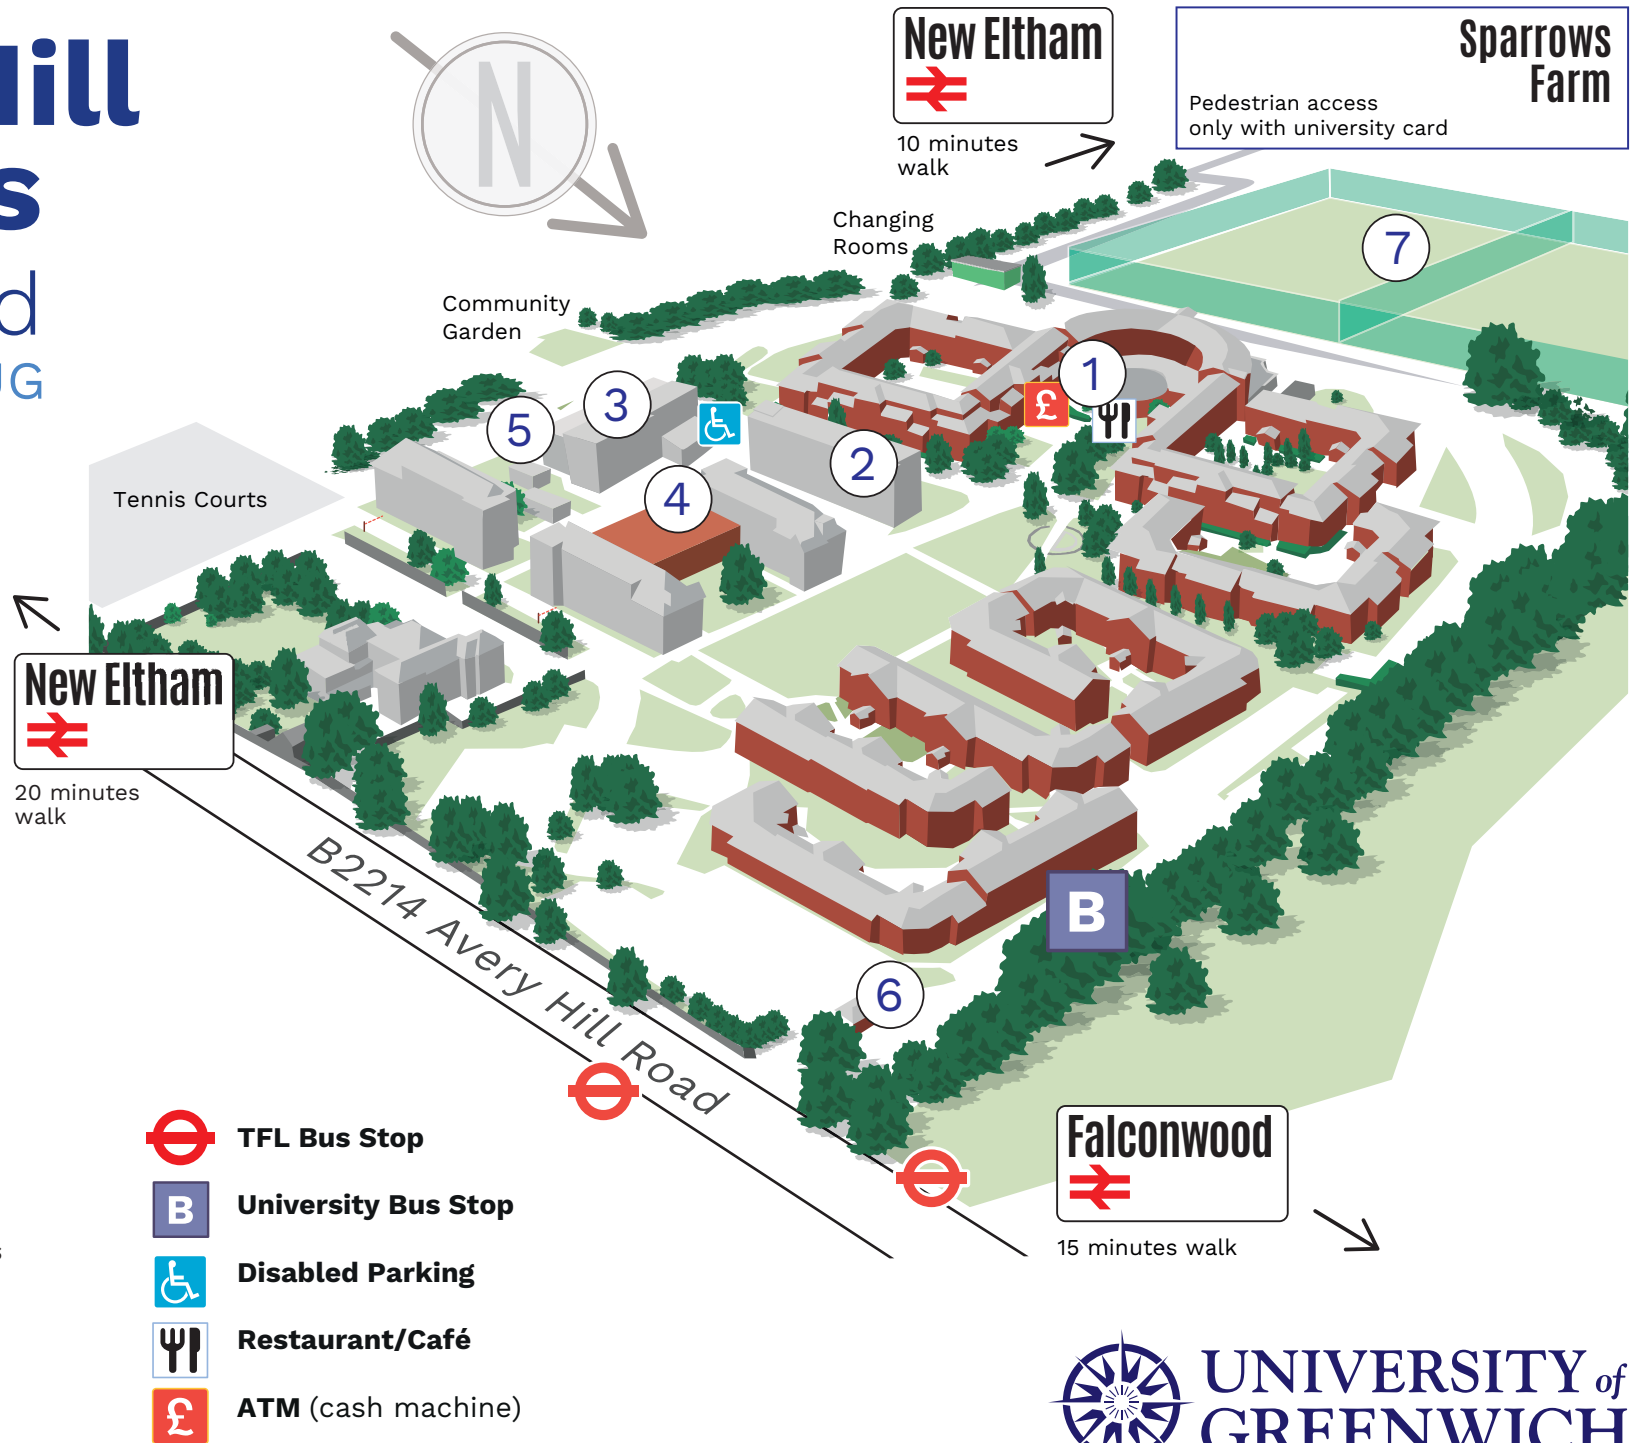 Hill
s
d
UG
N
New Eltham
10 minutes
walk
Sparrows
Farm
Pedestrian access
only with university card
Changing
Rooms
7
Community
Garden
1
£
3
5
2
4
Tennis Courts
New Eltham
20 minutes
walk
B2214 Avery Hill Road
B
6
Falconwood
15 minutes walk
TFL Bus Stop
B University Bus Stop
Disabled Parking
Restaurant/Café
£ ATM (cash machine)
s
UNIVERSITY of
GREENWICH